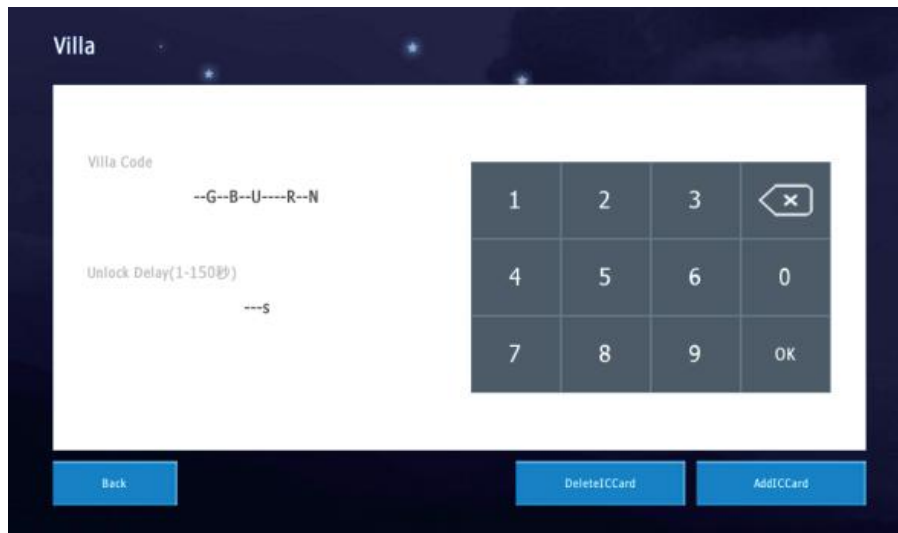 Villa
Villa Code
--G--B--U----R--N
Unlock Delay(1-150秒)
---s
1 2 3
4 5 6 0
7 8 9 OK
Back DeleteICCard AddICCard